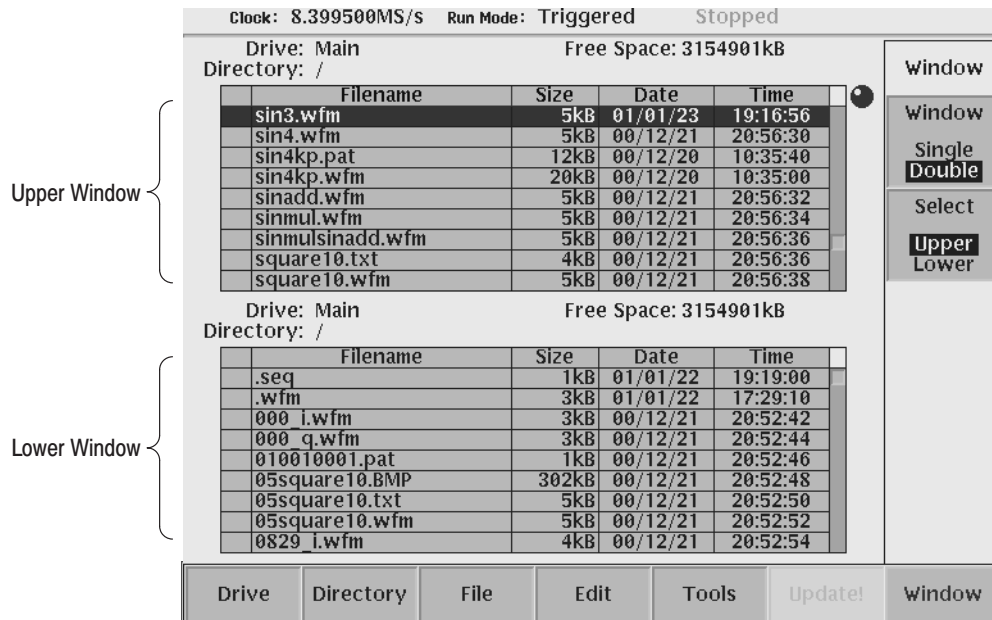 Clock: 8.399500MS/s Run Mode: Triggered Stopped
Drive: Main Free Space: 3154901kB
Directory: /
Filename Size Date Time
sin3.wfm 5kB 01/01/23 19:16:56
sin4.wfm 5kB 00/12/21 20:56:30
sin4kp.pat 12kB 00/12/20 10:35:40
sin4kp.wfm 20kB 00/12/20 10:35:00
sinadd.wfm 5kB 00/12/21 20:56:32
sinmul.wfm 5kB 00/12/21 20:56:34
sinmulsinadd.wfm 5kB 00/12/21 20:56:36
square10.txt 4kB 00/12/21 20:56:36
square10.wfm 5kB 00/12/21 20:56:38
Upper Window
Drive: Main Free Space: 3154901kB
Directory: /
Filename Size Date Time
.seq 1kB 01/01/22 19:19:00
.wfm 3kB 01/01/22 17:29:10
000_i.wfm 3kB 00/12/21 20:52:42
000_q.wfm 3kB 00/12/21 20:52:44
010010001.pat 1kB 00/12/21 20:52:46
05square10.BMP 302kB 00/12/21 20:52:48
05square10.txt 5kB 00/12/21 20:52:50
05square10.wfm 5kB 00/12/21 20:52:52
0829_i.wfm 4kB 00/12/21 20:52:54
Lower Window
Window
Window
Single
Double
Select
Upper
Lower
Drive Directory File Edit Tools Update! Window